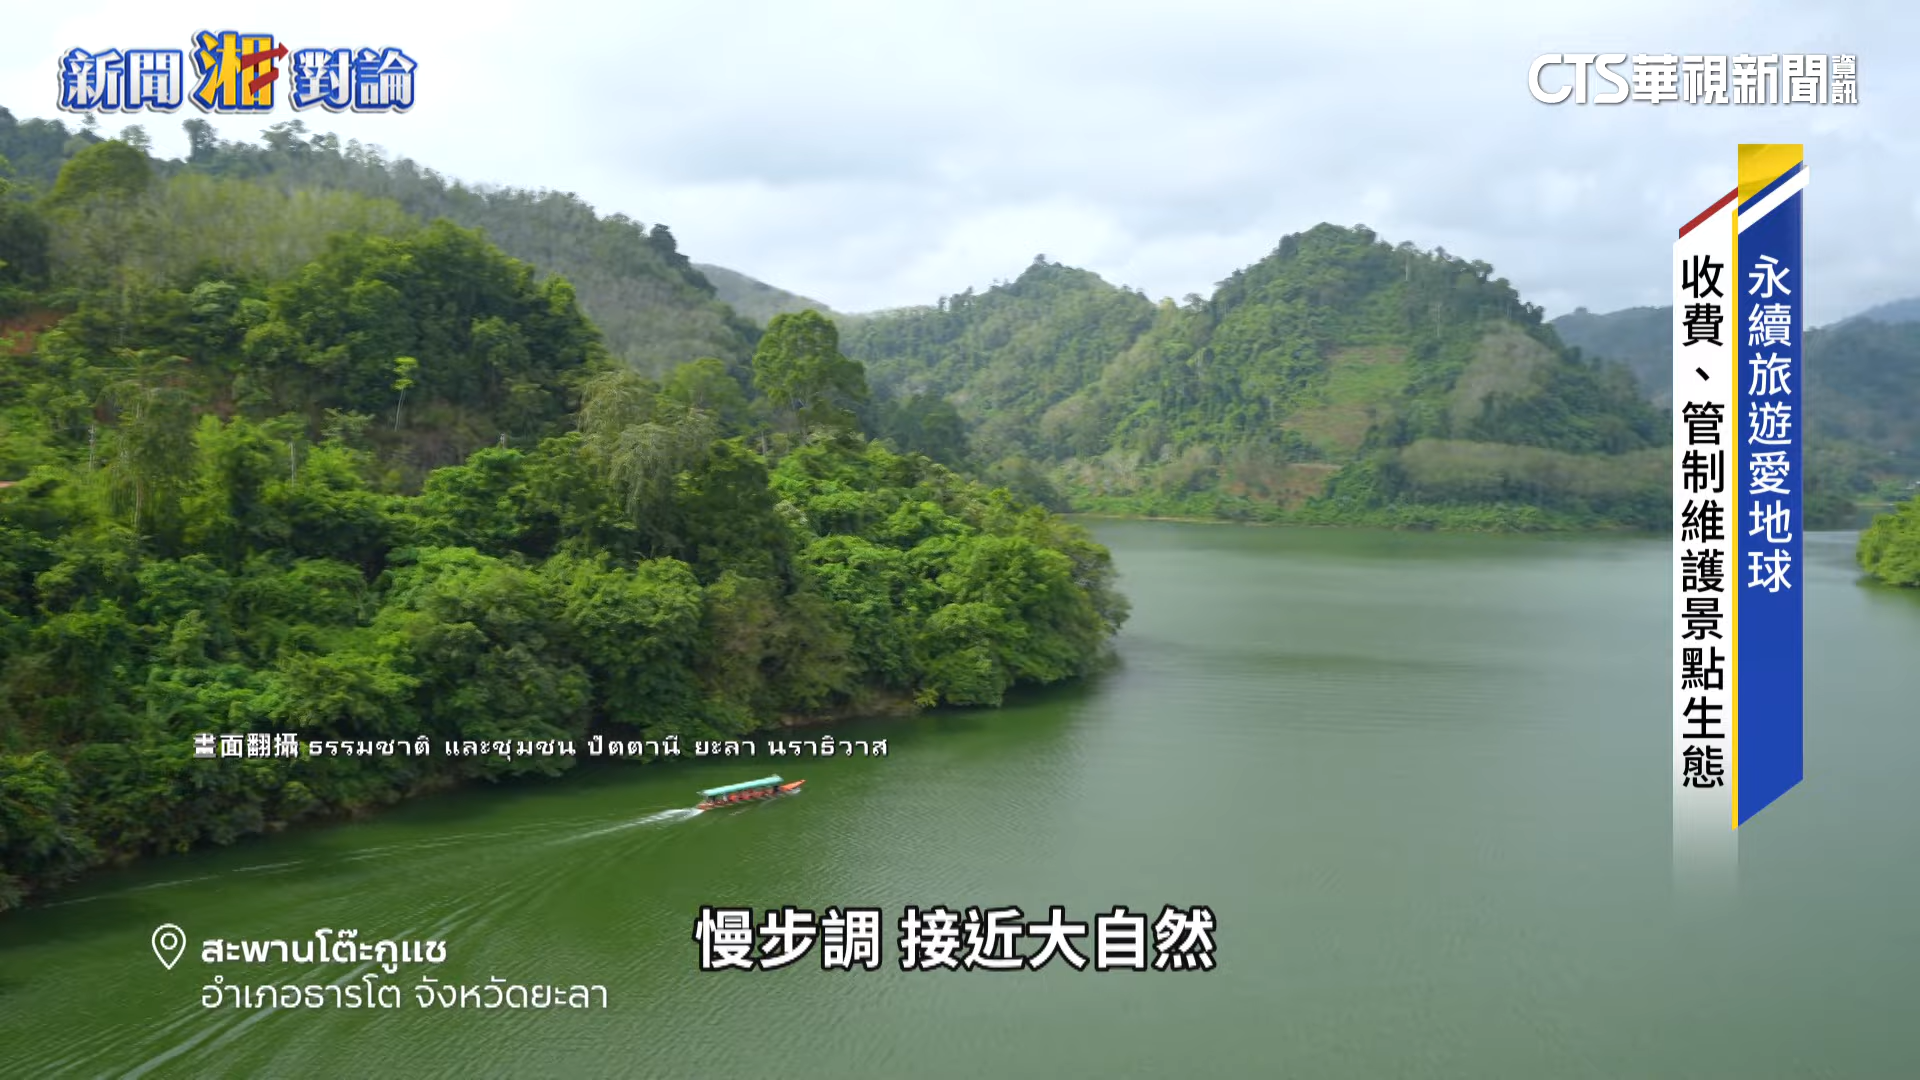 新聞湘對論
CTS華視新聞資訊
永續旅遊愛地球
收費、管制維護景點生態
畫面翻攝 ธรรมชาติ และชุมชน ปัตตานี ยะลา นราธิวาส
慢步調 接近大自然
สะพานโต๊ะกูแช
อำเภอธารโต จังหวัดยะลา